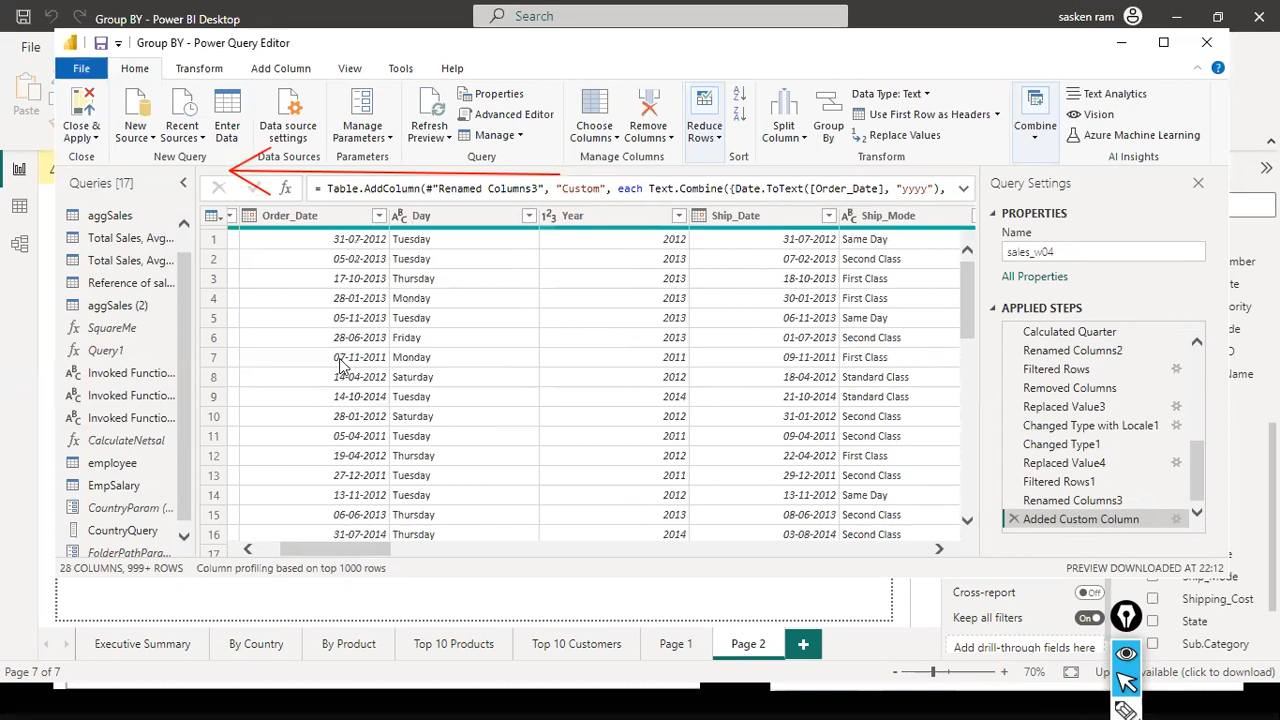 Group BY - Power BI Desktop
Search
sasken ram
File
Paste
Group BY - Power Query Editor
File
Home
Transform
Add Column
View
Tools
Help
Close & Apply
New Source
Recent Sources
Enter Data
Data source settings
Manage Parameters
Refresh Preview
Properties
Advanced Editor
Manage
Choose Columns
Remove Columns
Reduce Rows
Split Column
Group By
Data Type: Text
Use First Row as Headers
Replace Values
Combine
Text Analytics
Vision
Azure Machine Learning
Close
New Query
Data Sources
Parameters
Query
Manage Columns
Sort
Transform
AI Insights
Queries [17]
= Table.AddColumn(#"Renamed Columns3", "Custom", each Text.Combine({Date.ToText([Order_Date], "yyyy"),
Query Settings
aggSales
Total Sales, Avg...
Total Sales, Avg...
Reference of sal...
aggSales (2)
SquareMe
Query1
Invoked Functio...
Invoked Functio...
Invoked Functio...
CalculateNetsal
employee
EmpSalary
CountryParam (...
CountryQuery
FolderPathPara...
Order_Date Day Year Ship_Date Ship_Mode
1 31-07-2012 Tuesday 2012 31-07-2012 Same Day
2 05-02-2013 Tuesday 2013 07-02-2013 Second Class
3 17-10-2013 Thursday 2013 18-10-2013 First Class
4 28-01-2013 Monday 2013 30-01-2013 First Class
5 05-11-2013 Tuesday 2013 06-11-2013 Same Day
6 28-06-2013 Friday 2013 01-07-2013 Second Class
7 07-11-2011 Monday 2011 09-11-2011 First Class
8 14-04-2012 Saturday 2012 18-04-2012 Standard Class
9 14-10-2014 Tuesday 2014 21-10-2014 Standard Class
10 28-01-2012 Saturday 2012 31-01-2012 Second Class
11 05-04-2011 Tuesday 2011 09-04-2011 Second Class
12 19-04-2012 Thursday 2012 22-04-2012 First Class
13 27-12-2011 Tuesday 2011 29-12-2011 Second Class
14 13-11-2012 Tuesday 2012 13-11-2012 Same Day
15 06-06-2013 Thursday 2013 08-06-2013 Second Class
16 31-07-2014 Thursday 2014 03-08-2014 Second Class
17
PROPERTIES
Name
sales_w04
All Properties
APPLIED STEPS
Calculated Quarter
Renamed Columns2
Filtered Rows
Removed Columns
Replaced Value3
Changed Type with Locale1
Changed Type1
Replaced Value4
Filtered Rows1
Renamed Columns3
Added Custom Column
28 COLUMNS, 999+ ROWS
Column profiling based on top 1000 rows
PREVIEW DOWNLOADED AT 22:12
Cross-report
Off
Keep all filters
On
Add drill-through fields here
Ship_Mode
Shipping_Cost
State
Sub.Category
Executive Summary
By Country
By Product
Top 10 Products
Top 10 Customers
Page 1
Page 2
Page 7 of 7
70%
available (click to download)